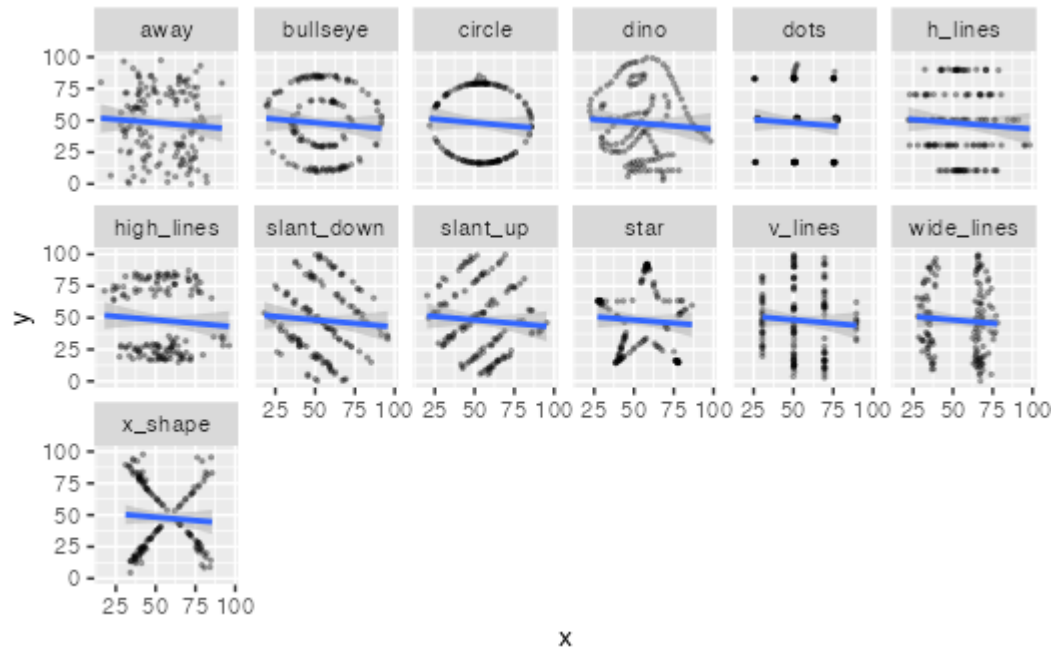 away bullseye circle dino dots h_lines
100
75
50
25
0
high_lines slant_down slant_up star v_lines wide_lines
100
75
50
25
0
25 50 75 100 25 50 75 100 25 50 75 100 25 50 75 100 25 50 75 100
x_shape
100
75
50
25
0
25 50 75 100
y
x